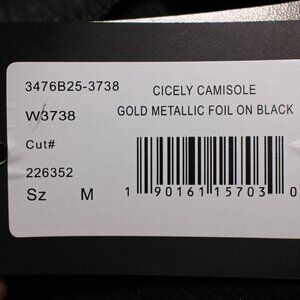 3476B25-3738
CICELY CAMISOLE
W3738
GOLD METALLIC FOIL ON BLACK
Cut#
226352
Sz M
1 90161 15703 0